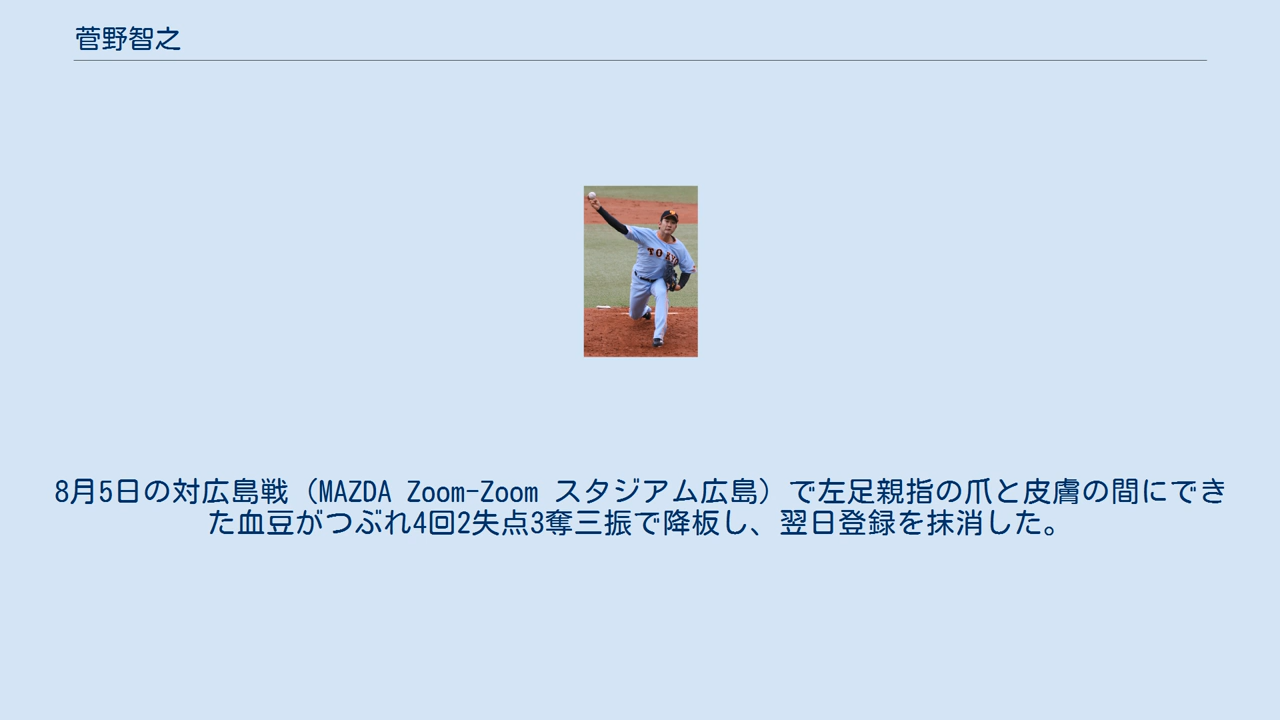 菅野智之
TOKY
8月5日の対広島戦（MAZDA Zoom-Zoom スタジアム広島）で左足親指の爪と皮膚の間にでき
た血豆がつぶれ4回2失点3奪三振で降板し、翌日登録を抹消した。